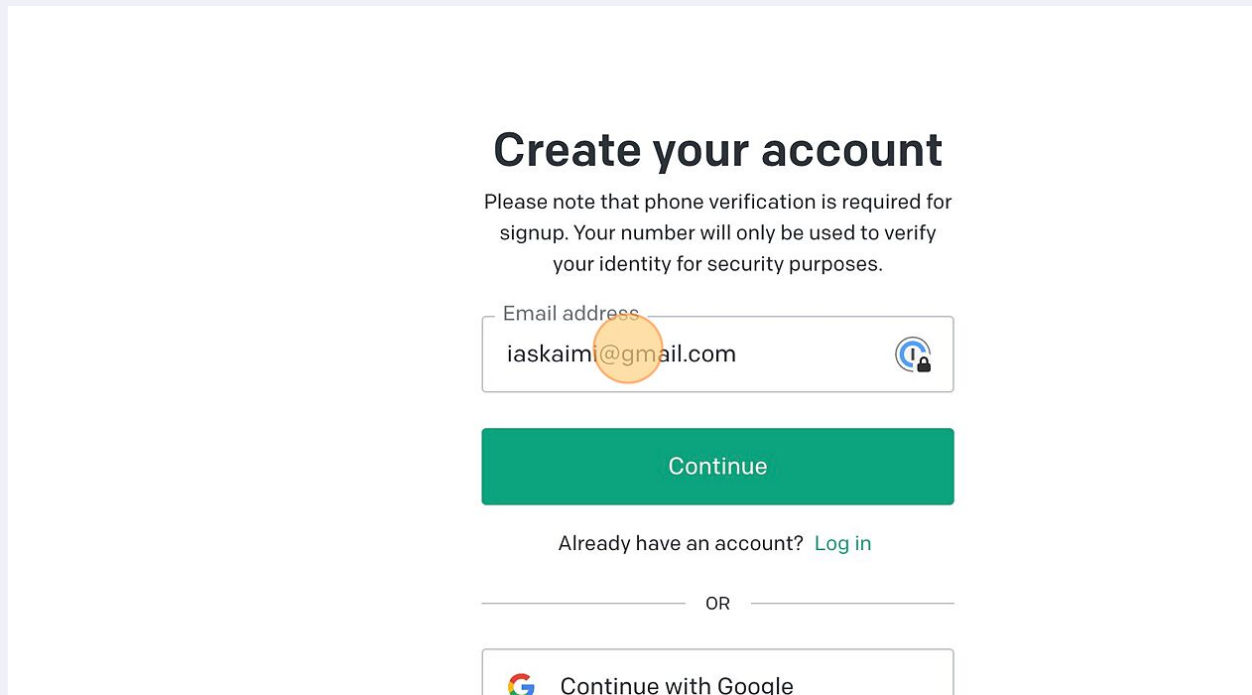 Create your account
Please note that phone verification is required for
signup. Your number will only be used to verify
your identity for security purposes.
Email address
iaskaimi@gmail.com
Continue
Already have an account? Log in
OR
Continue with Google